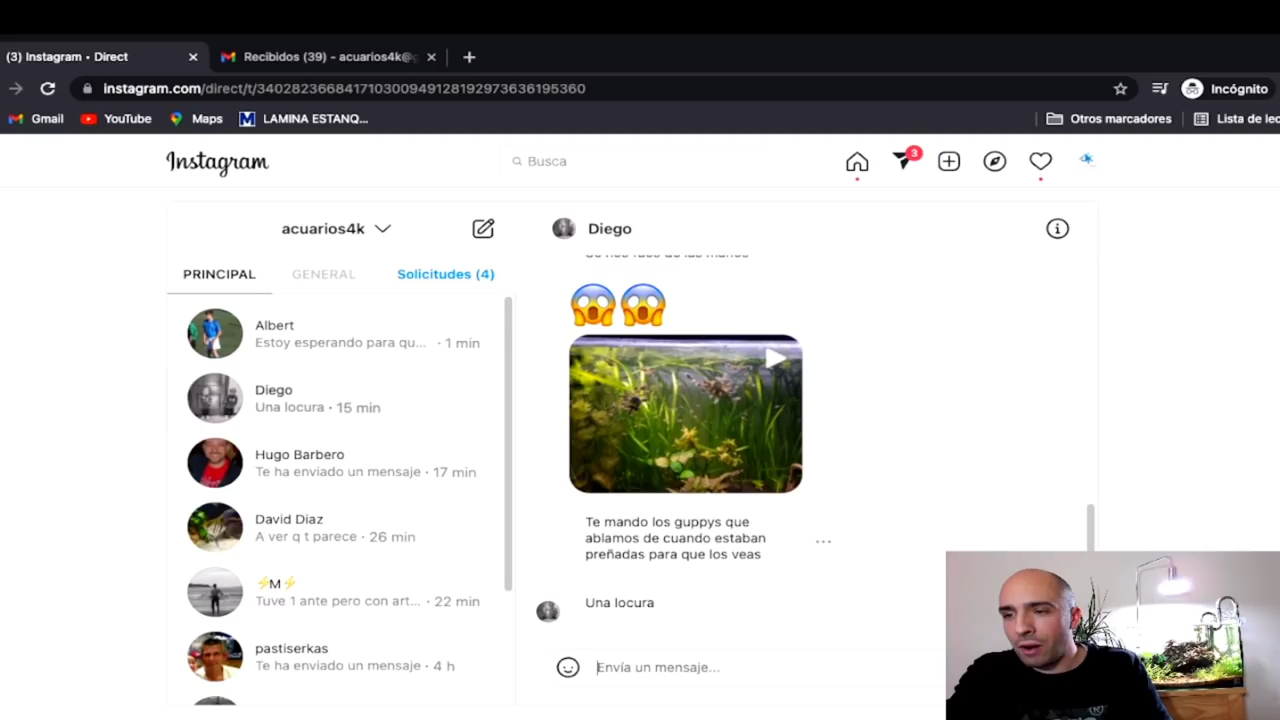 (3) Instagram • Direct
Recibidos (39) - acuarios4k@g
instagram.com/direct/t/340282366841710300949128192973636195360
Incógnito
Gmail
YouTube
Maps
LAMINA ESTANQ...
Otros marcadores
Lista de lec
Instagram
Busca
3
acuarios4k
Diego
PRINCIPAL
GENERAL
Solicitudes (4)
Albert
Estoy esperando para qu... · 1 min
Diego
Una locura · 15 min
Hugo Barbero
Te ha enviado un mensaje · 17 min
David Diaz
A ver q t parece · 26 min
⚡M⚡
Tuve 1 ante pero con art... · 22 min
pastiserkas
Te ha enviado un mensaje · 4 h
😱😱
Te mando los guppys que
ablamos de cuando estaban
preñadas para que los veas
Una locura
Envía un mensaje...